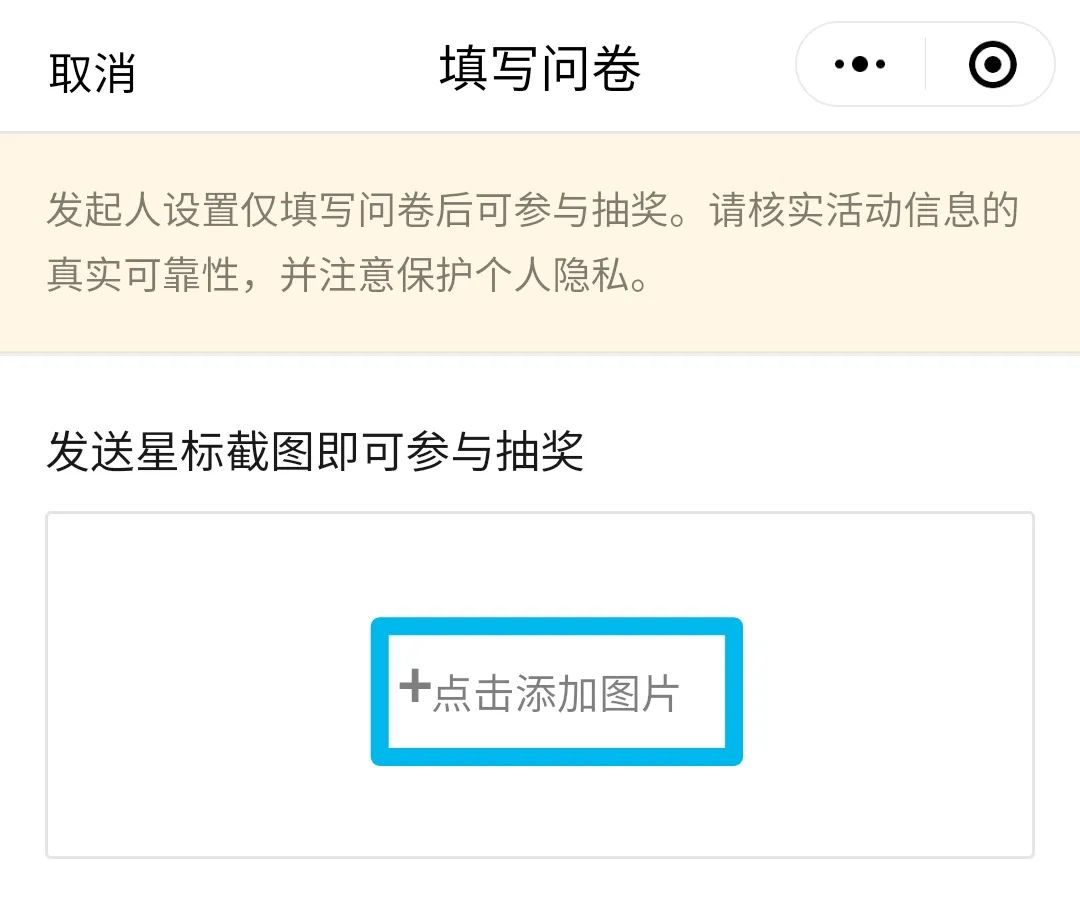 取消
填写问卷
发起人设置仅填写问卷后可参与抽奖。请核实活动信息的
真实可靠性，并注意保护个人隐私。
发送星标截图即可参与抽奖
+点击添加图片